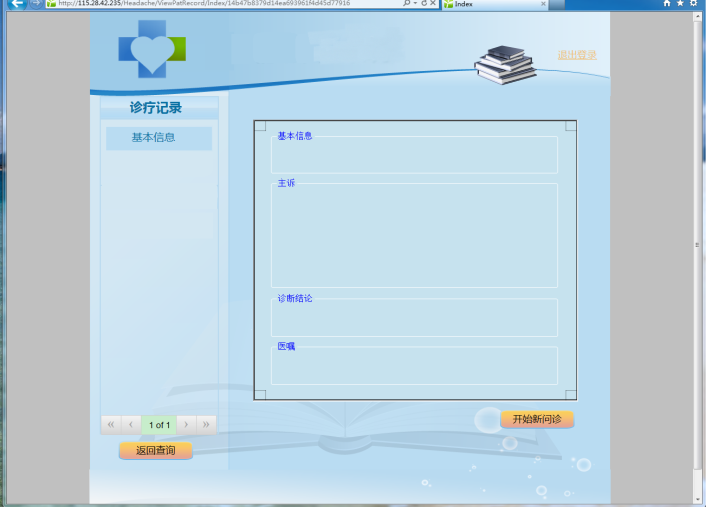 http://115.28.42.235/Headache/ViewPatRecord/Index/14b47b8379d14ea693961f4d45d77916
Index
退出登录
诊疗记录
基本信息
基本信息
主诉
诊断结论
医嘱
1 of 1
开始新问诊
返回查询